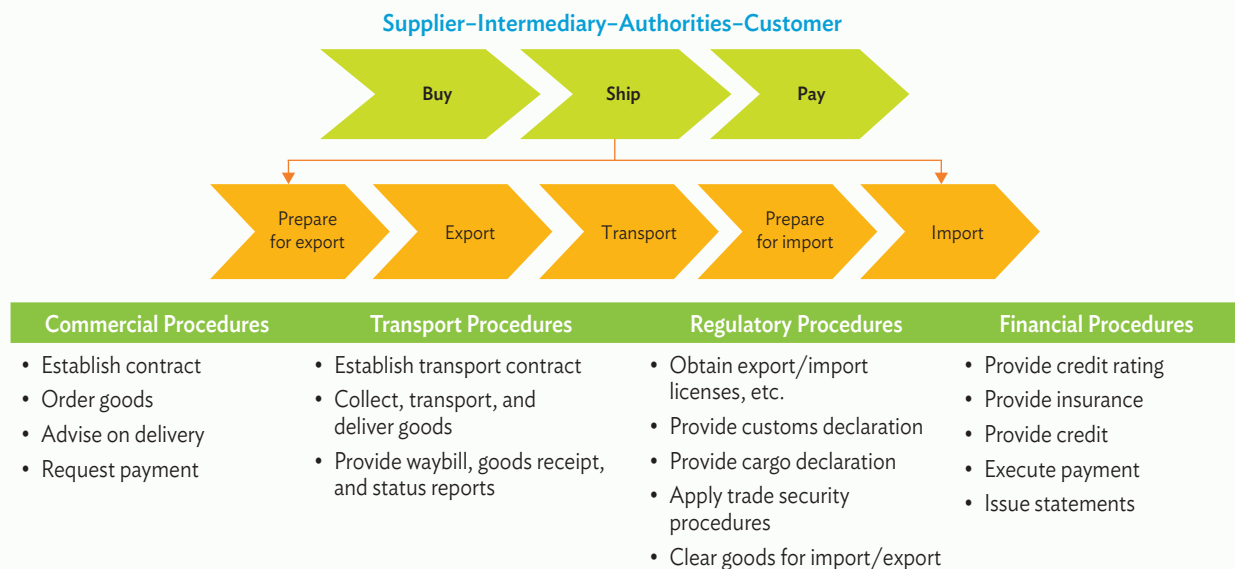 Supplier–Intermediary–Authorities–Customer
Buy
Ship
Pay
Prepare
for export
Export
Transport
Prepare
for import
Import
Commercial Procedures
• Establish contract
• Order goods
• Advise on delivery
• Request payment
Transport Procedures
• Establish transport contract
• Collect, transport, and
deliver goods
• Provide waybill, goods receipt,
and status reports
Regulatory Procedures
• Obtain export/import
licenses, etc.
• Provide customs declaration
• Provide cargo declaration
• Apply trade security
procedures
• Clear goods for import/export
Financial Procedures
• Provide credit rating
• Provide insurance
• Provide credit
• Execute payment
• Issue statements